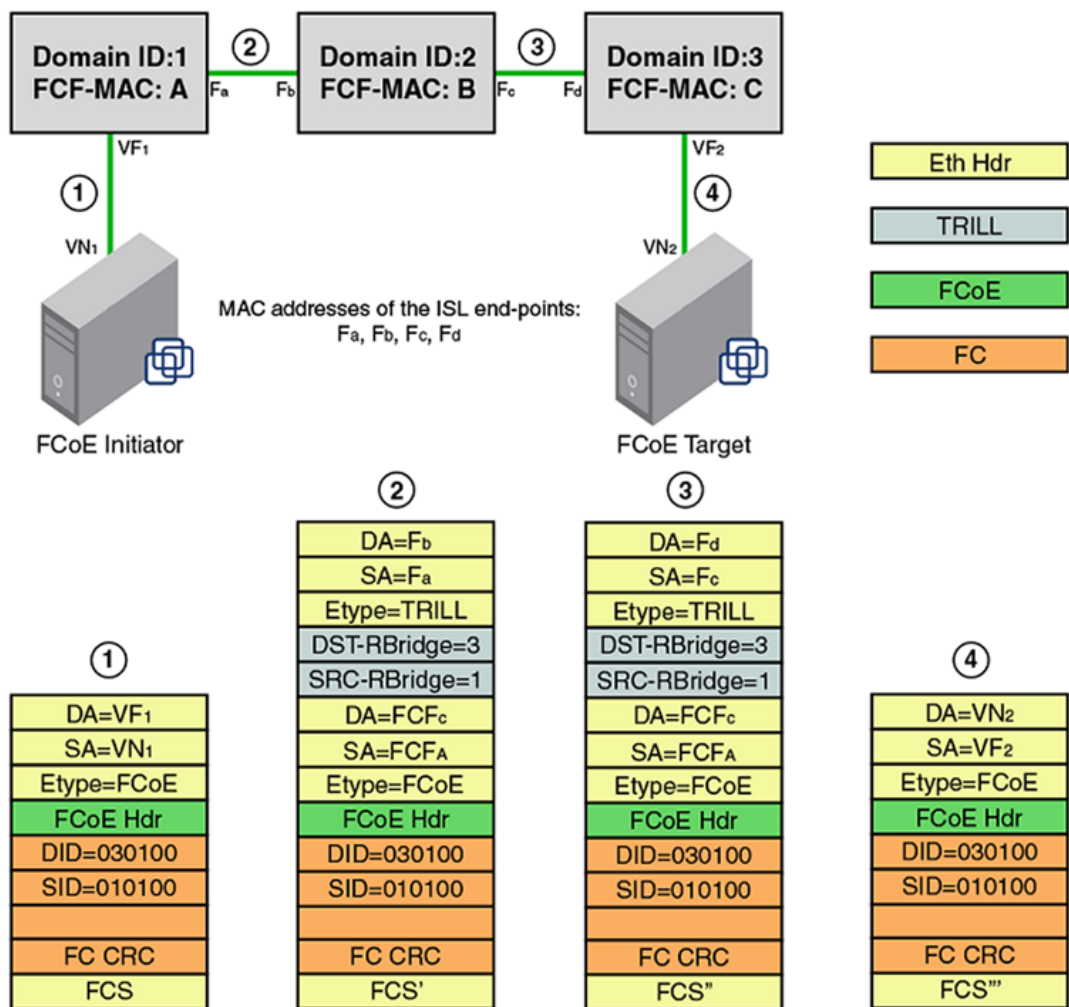 Domain ID:1
FCF-MAC: A
2
Domain ID:2
FCF-MAC: B
3
Domain ID:3
FCF-MAC: C
Fa
Fb
Fc
Fd
VF1
VF2
1
4
VN1
VN2
MAC addresses of the ISL end-points:
Fa, Fb, Fc, Fd
FCoE Initiator
FCoE Target
Eth Hdr
TRILL
FCoE
FC
1
DA=VF1
SA=VN1
Etype=FCoE
FCoE Hdr
DID=030100
SID=010100
FC CRC
FCS
2
DA=Fb
SA=Fa
Etype=TRILL
DST-RBridge=3
SRC-RBridge=1
DA=FCFc
SA=FCFA
Etype=FCoE
FCoE Hdr
DID=030100
SID=010100
FC CRC
FCS'
3
DA=Fd
SA=Fc
Etype=TRILL
DST-RBridge=3
SRC-RBridge=1
DA=FCFc
SA=FCFA
Etype=FCoE
FCoE Hdr
DID=030100
SID=010100
FC CRC
FCS"
4
DA=VN2
SA=VF2
Etype=FCoE
FCoE Hdr
DID=030100
SID=010100
FC CRC
FCS"'